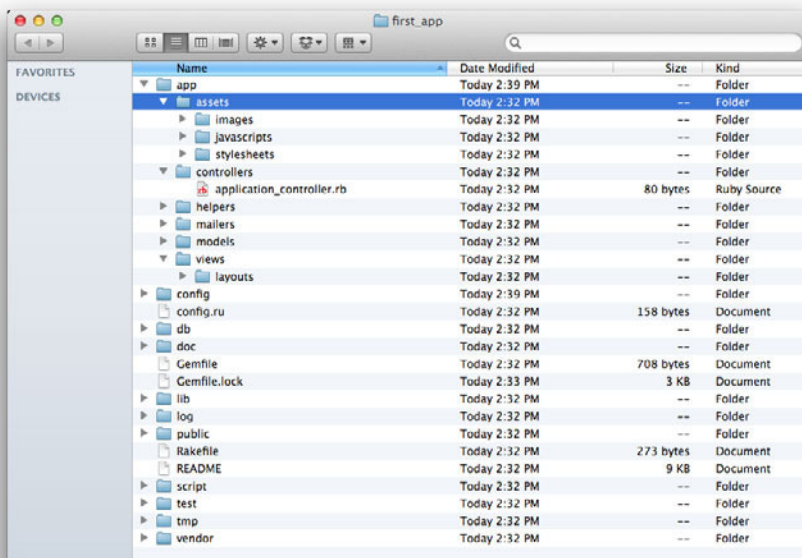 first_app
FAVORITES
DEVICES
Name Date Modified Size Kind
app Today 2:39 PM -- Folder
assets Today 2:32 PM -- Folder
images Today 2:32 PM -- Folder
javascripts Today 2:32 PM -- Folder
stylesheets Today 2:32 PM -- Folder
controllers Today 2:32 PM -- Folder
application_controller.rb Today 2:32 PM 80 bytes Ruby Source
helpers Today 2:32 PM -- Folder
mailers Today 2:32 PM -- Folder
models Today 2:32 PM -- Folder
views Today 2:32 PM -- Folder
layouts Today 2:32 PM -- Folder
config Today 2:39 PM -- Folder
config.ru Today 2:32 PM 158 bytes Document
db Today 2:32 PM -- Folder
doc Today 2:32 PM -- Folder
Gemfile Today 2:32 PM 708 bytes Document
Gemfile.lock Today 2:33 PM 3 KB Document
lib Today 2:32 PM -- Folder
log Today 2:32 PM -- Folder
public Today 2:32 PM -- Folder
Rakefile Today 2:32 PM 273 bytes Document
README Today 2:32 PM 9 KB Document
script Today 2:32 PM -- Folder
test Today 2:32 PM -- Folder
tmp Today 2:32 PM -- Folder
vendor Today 2:32 PM -- Folder